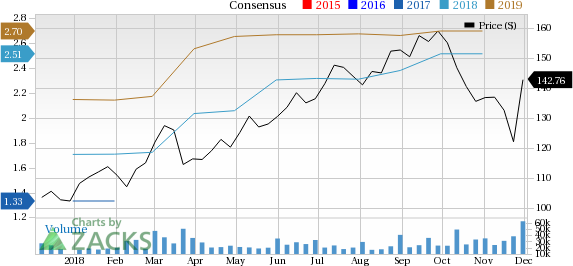 Consensus 2015 2016 2017 2018 2019
Price ($)
2.8
2.70
2.51
2.4
2.2
2
1.8
1.6
1.4
1.33
1.2
160
150
140
142.76
130
120
110
100
60k
50k
40k
30k
20k
10k
Volume
Charts by
ZACKS
2018 Feb Mar Apr May Jun Jul Aug Sep Oct Nov Dec